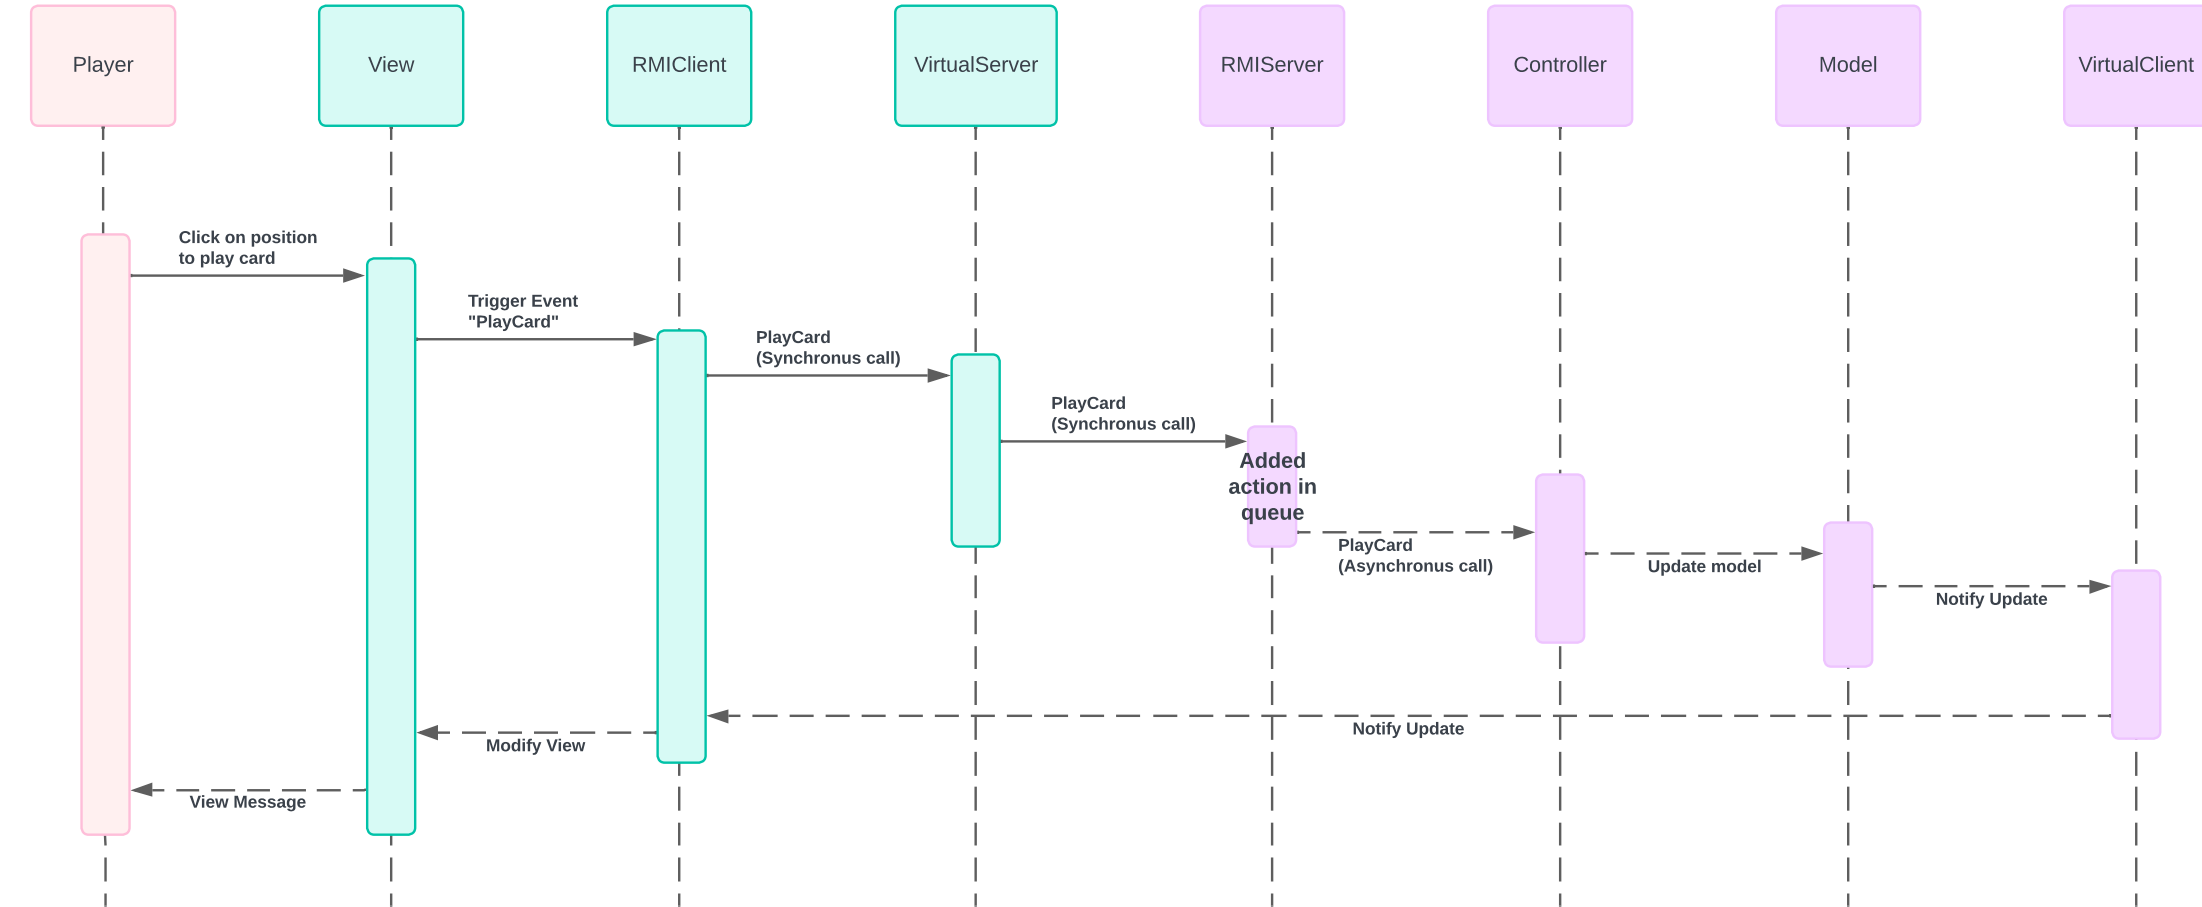 Player
View
RMIClient
VirtualServer
RMIServer
Controller
Model
VirtualClient
Click on position
to play card
Trigger Event
"PlayCard"
PlayCard
(Synchronus call)
PlayCard
(Synchronus call)
Added
action in
queue
PlayCard
(Asynchronus call)
Update model
Notify Update
Notify Update
Modify View
View Message